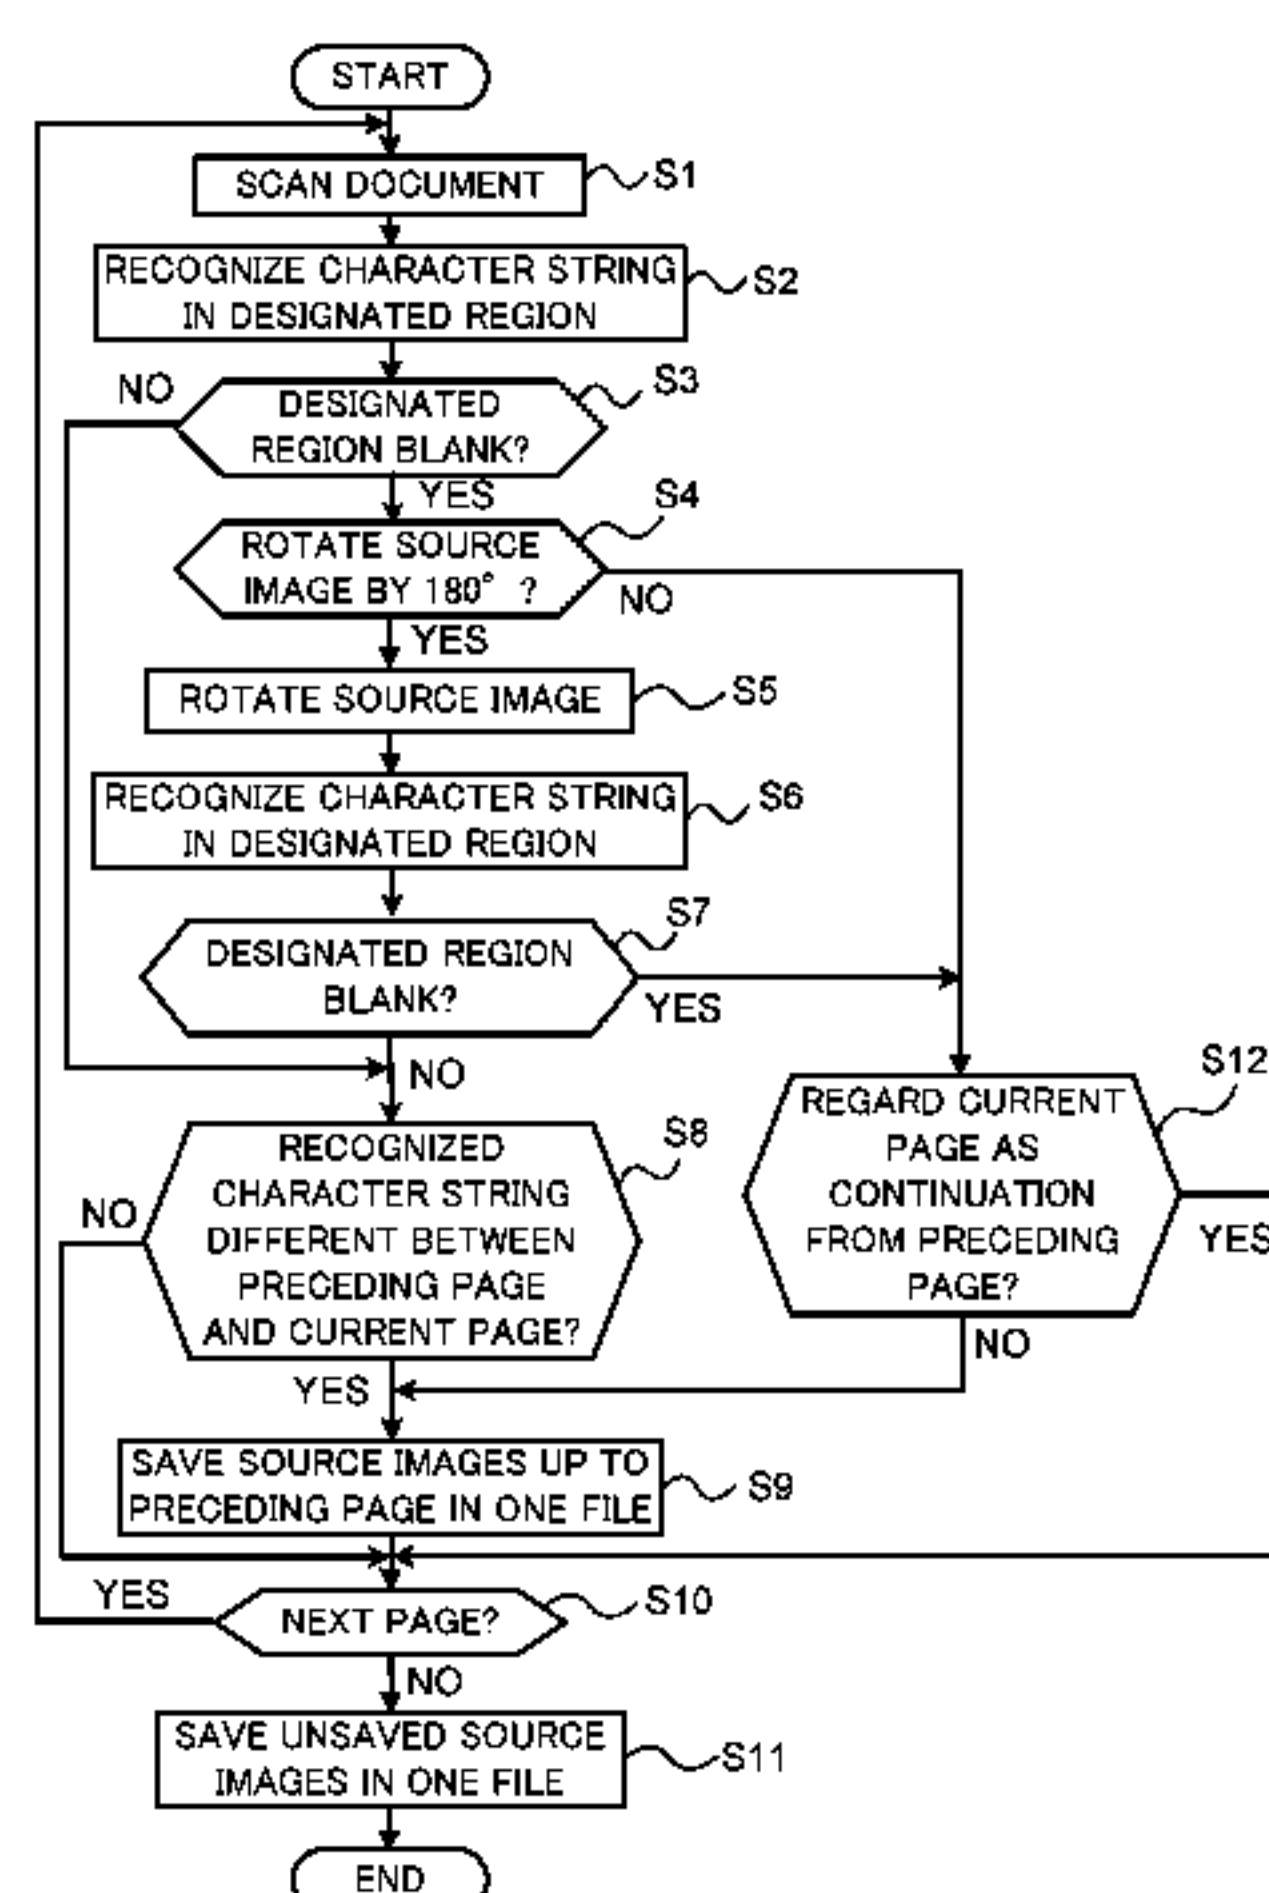 START
SCAN DOCUMENT
S1
RECOGNIZE CHARACTER STRING
IN DESIGNATED REGION
S2
NO
DESIGNATED
REGION BLANK?
S3
YES
ROTATE SOURCE
IMAGE BY 180° ?
S4
NO
YES
ROTATE SOURCE IMAGE
S5
RECOGNIZE CHARACTER STRING
IN DESIGNATED REGION
S6
DESIGNATED REGION
BLANK?
S7
YES
NO
RECOGNIZED
CHARACTER STRING
DIFFERENT BETWEEN
PRECEDING PAGE
AND CURRENT PAGE?
S8
NO
YES
REGARD CURRENT
PAGE AS
CONTINUATION
FROM PRECEDING
PAGE?
S12
YES
NO
SAVE SOURCE IMAGES UP TO
PRECEDING PAGE IN ONE FILE
S9
YES
NEXT PAGE?
S10
NO
SAVE UNSAVED SOURCE
IMAGES IN ONE FILE
S11
END